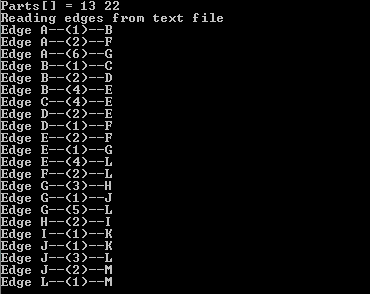 Parts[] = 13 22
Reading edges from text file
Edge A--(1)--B
Edge A--(2)--F
Edge A--(6)--G
Edge B--(1)--C
Edge B--(2)--D
Edge B--(4)--E
Edge C--(4)--E
Edge D--(2)--E
Edge D--(1)--F
Edge E--(2)--F
Edge E--(1)--G
Edge E--(4)--L
Edge F--(2)--L
Edge G--(3)--H
Edge G--(1)--J
Edge G--(5)--L
Edge H--(2)--I
Edge I--(1)--K
Edge J--(1)--K
Edge J--(3)--L
Edge J--(2)--M
Edge L--(1)--M